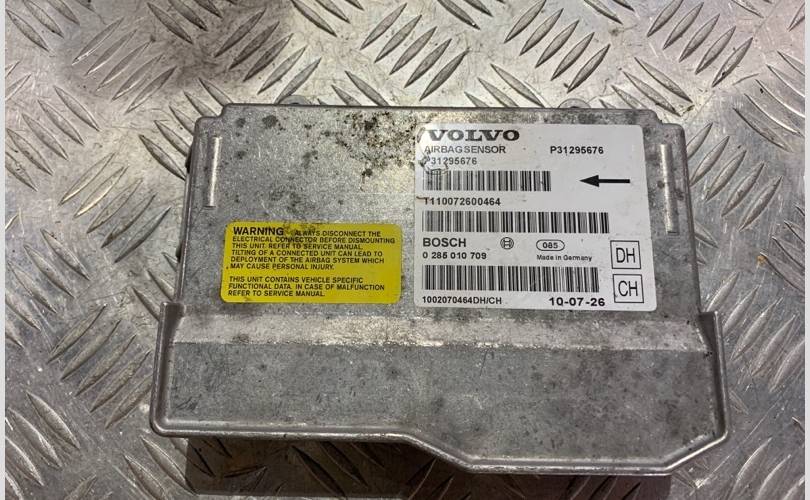 VOLVO
AIRBAG SENSOR P31295676
P31295676
T110072600464
BOSCH 085
0 285 010 709 Made in Germany
DH
CH
1002070464DH/CH 10-07-26
WARNING: ALWAYS DISCONNECT THE
ELECTRICAL CONNECTOR BEFORE DISMOUNTING
THIS UNIT. REFER TO SERVICE MANUAL.
TILTING OF A CONNECTED UNIT CAN LEAD TO
DEPLOYMENT OF THE AIRBAG SYSTEM WHICH
MAY CAUSE PERSONAL INJURY.
THIS UNIT CONTAINS VEHICLE SPECIFIC
FUNCTIONAL DATA. IN CASE OF MALFUNCTION
REFER TO SERVICE MANUAL.